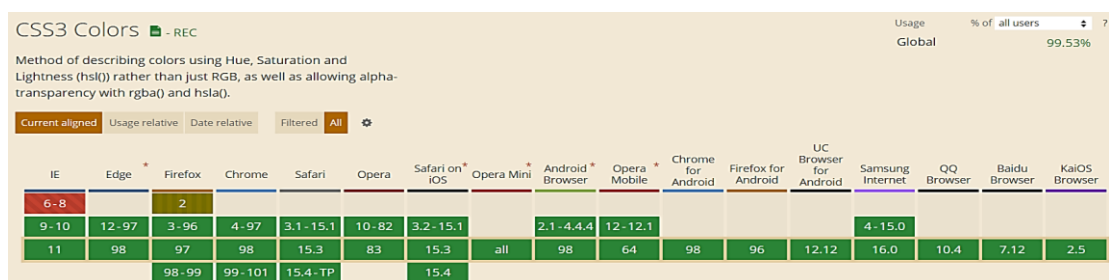 CSS3 Colors - REC
Usage % of all users ?
Global 99.53%
Method of describing colors using Hue, Saturation and
Lightness (hsl()) rather than just RGB, as well as allowing alpha-
transparency with rgba() and hsla().
Current aligned Usage relative Date relative Filtered All
IE Edge * Firefox Chrome Safari Opera Safari on iOS * Opera Mini * Android Browser * Opera Mobile * Chrome for Android Firefox for Android UC Browser for Android Samsung Internet QQ Browser Baidu Browser KaiOS Browser
6-8 2
9-10 12-97 3-96 4-97 3.1-15.1 10-82 3.2-15.1 2.1-4.4.4 12-12.1 4-15.0
11 98 97 98 15.3 83 15.3 all 98 64 98 96 12.12 16.0 10.4 7.12 2.5
98-99 99-101 15.4-TP 15.4